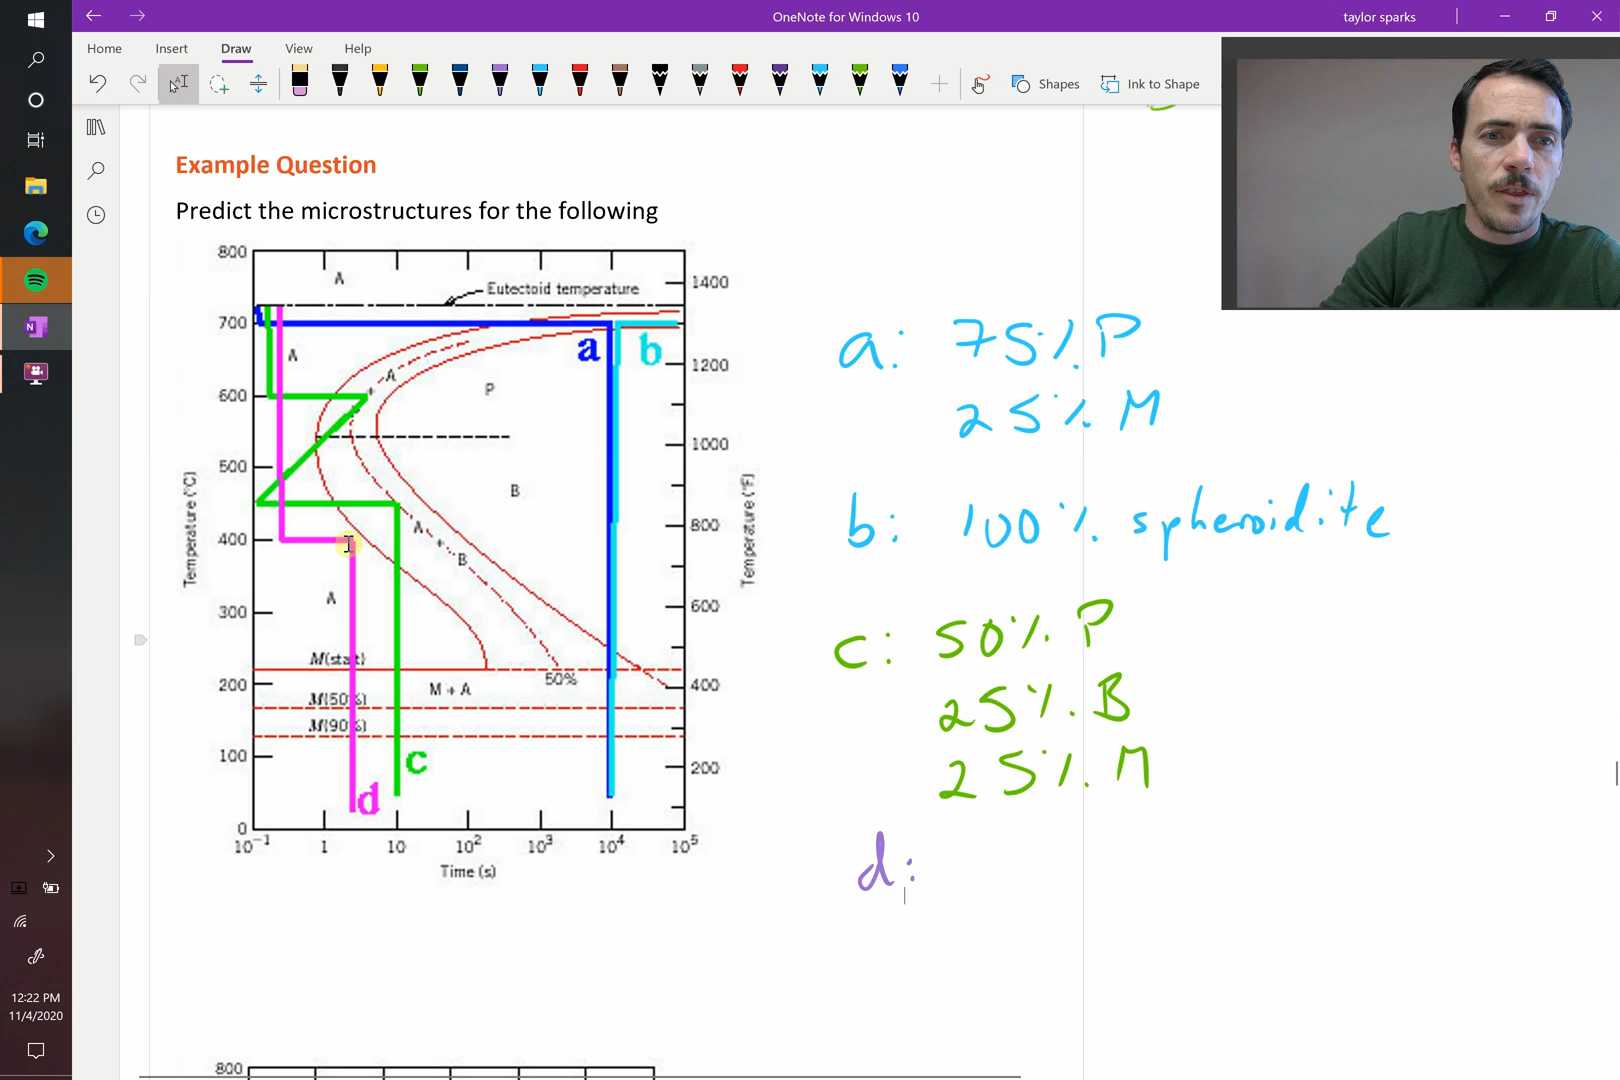 OneNote for Windows 10
taylor sparks
Home Insert Draw View Help
Shapes Ink to Shape
Example Question
Predict the microstructures for the following
800
700
600
500
400
300
200
100
0
Temperature (°C)
A
Eutectoid temperature
A
A
+
P
B
A
+
B
A
M(start)
M(50%)
M(90%)
M + A
50%
a
b
c
d
1400
1200
1000
800
600
400
200
Temperature (°F)
10⁻¹ 1 10 10² 10³ 10⁴ 10⁵
Time (s)
a: 75% P
25% M
b: 100% spheroidite
c: 50% P
25% B
25% M
d:
800
12:22 PM
11/4/2020